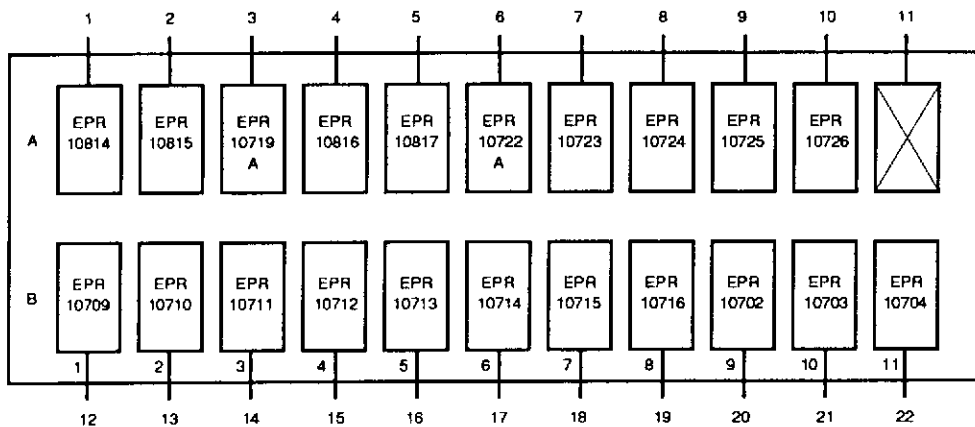 1 2 3 4 5 6 7 8 9 10 11
A
EPR EPR EPR EPR EPR EPR EPR EPR EPR EPR
10814 10815 10719 10816 10817 10722 10723 10724 10725 10726
A A
B
EPR EPR EPR EPR EPR EPR EPR EPR EPR EPR EPR
10709 10710 10711 10712 10713 10714 10715 10716 10702 10703 10704
1 2 3 4 5 6 7 8 9 10 11
12 13 14 15 16 17 18 19 20 21 22